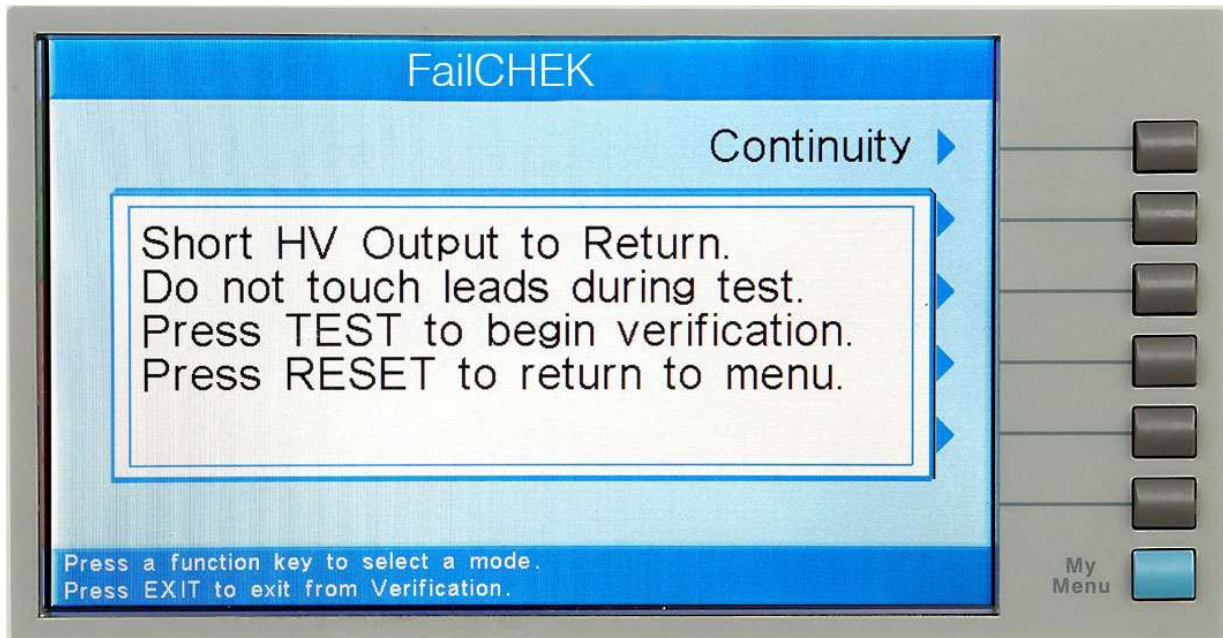 FailCHEK
Continuity
Short HV Output to Return.
Do not touch leads during test.
Press TEST to begin verification.
Press RESET to return to menu.
Press a function key to select a mode.
Press EXIT to exit from Verification.
My
Menu